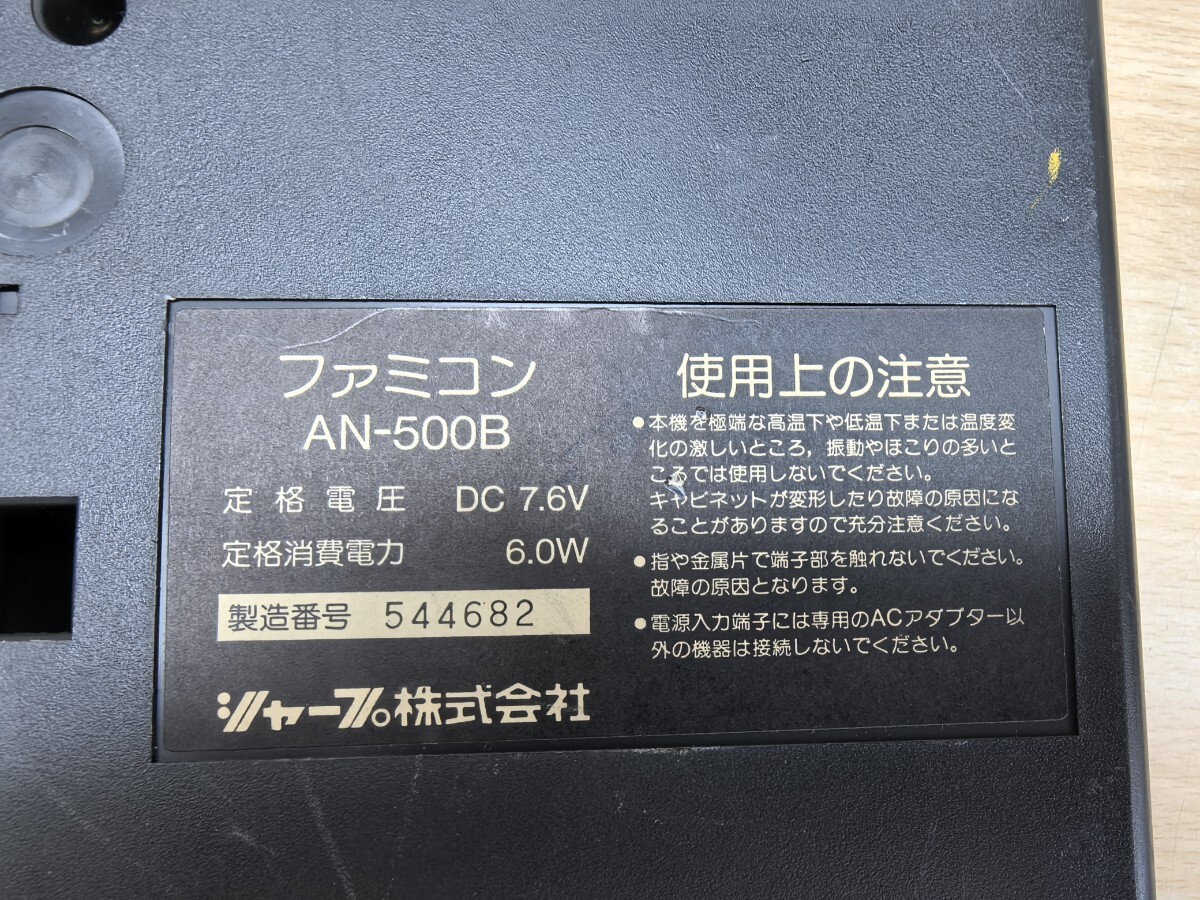 ファミコン
AN-500B
定格電圧 DC 7.6V
定格消費電力 6.0W
製造番号 544682
シャープ株式会社
使用上の注意
●本機を極端な高温下や低温下または温度変
化の激しいところ，振動やほこりの多いと
ころでは使用しないでください。
キャビネットが変形したり故障の原因にな
ることがありますので充分注意ください。
●指や金属片で端子部を触れないでください。
故障の原因となります。
●電源入力端子には専用のACアダプター以
外の機器は接続しないでください。